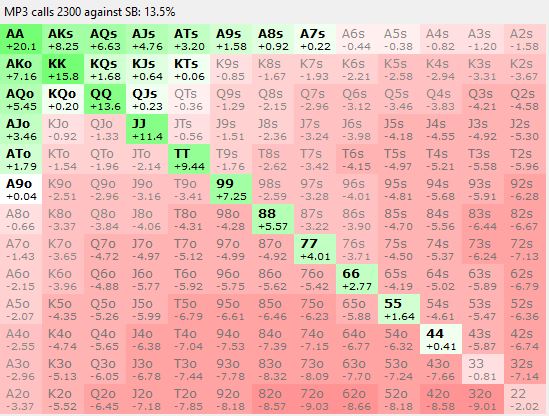 MP3 calls 2300 against SB: 13.5%
AA AKs AQs AJs ATs A9s A8s A7s A6s A5s A4s A3s A2s
+20.1 +8.25 +6.63 +4.76 +3.20 +1.58 +0.92 +0.22 -0.44 -0.38 -0.82 -1.20 -1.58
AKo KK KQs KJs KTs K9s K8s K7s K6s K5s K4s K3s K2s
+7.16 +15.8 +1.68 +0.64 +0.06 -0.85 -1.67 -1.93 -2.21 -2.58 -2.94 -3.31 -3.67
AQo KQo QQ QJs QTs Q9s Q8s Q7s Q6s Q5s Q4s Q3s Q2s
+5.45 +0.20 +13.6 +0.23 -0.36 -1.29 -2.15 -2.96 -3.12 -3.46 -3.83 -4.21 -4.58
AJo KJo QJo JJ JTs J9s J8s J7s J6s J5s J4s J3s J2s
+3.46 -0.92 -1.33 +11.4 -0.56 -1.51 -2.36 -3.24 -3.98 -4.18 -4.55 -4.92 -5.30
ATo KTo QTo JTo TT T9s T8s T7s T6s T5s T4s T3s T2s
+1.79 -1.54 -1.96 -2.14 +9.44 -1.76 -2.62 -3.42 -4.15 -4.97 -5.21 -5.58 -5.96
A9o K9o Q9o J9o T9o 99 98s 97s 96s 95s 94s 93s 92s
+0.04 -2.51 -2.96 -3.16 -3.41 +7.25 -2.59 -3.28 -4.01 -4.81 -5.68 -5.91 -6.28
A8o K8o Q8o J8o T8o 98o 88 87s 86s 85s 84s 83s 82s
-0.66 -3.37 -3.84 -4.06 -4.31 -4.28 +5.57 -3.22 -3.90 -4.70 -5.56 -6.44 -6.67
A7o K7o Q7o J7o T7o 97o 87o 77 76s 75s 74s 73s 72s
-1.43 -3.65 -4.72 -4.97 -5.12 -4.99 -4.92 +4.01 -3.71 -4.50 -5.37 -6.24 -7.13
A6o K6o Q6o J6o T6o 96o 86o 76o 66 65s 64s 63s 62s
-2.15 -3.96 -4.88 -5.77 -5.92 -5.75 -5.62 -5.42 +2.77 -4.19 -5.02 -5.89 -6.79
A5o K5o Q5o J5o T5o 95o 85o 75o 65o 55 54s 53s 52s
-2.07 -4.35 -5.26 -5.99 -6.79 -6.61 -6.46 -6.23 -5.88 +1.64 -4.61 -5.47 -6.36
A4o K4o Q4o J4o T4o 94o 84o 74o 64o 54o 44 43s 42s
-2.55 -4.74 -5.65 -6.38 -7.04 -7.53 -7.39 -7.15 -6.77 -6.32 +0.41 -5.87 -6.74
A3o K3o Q3o J3o T3o 93o 83o 73o 63o 53o 43o 33 32s
-2.96 -5.13 -6.05 -6.78 -7.44 -7.78 -8.32 -8.09 -7.70 -7.24 -7.66 -0.81 -7.14
A2o K2o Q2o J2o T2o 92o 82o 72o 62o 52o 42o 32o 22
-3.37 -5.52 -6.45 -7.18 -7.85 -8.18 -8.57 -9.03 -8.66 -8.18 -8.58 -9.01 -2.02